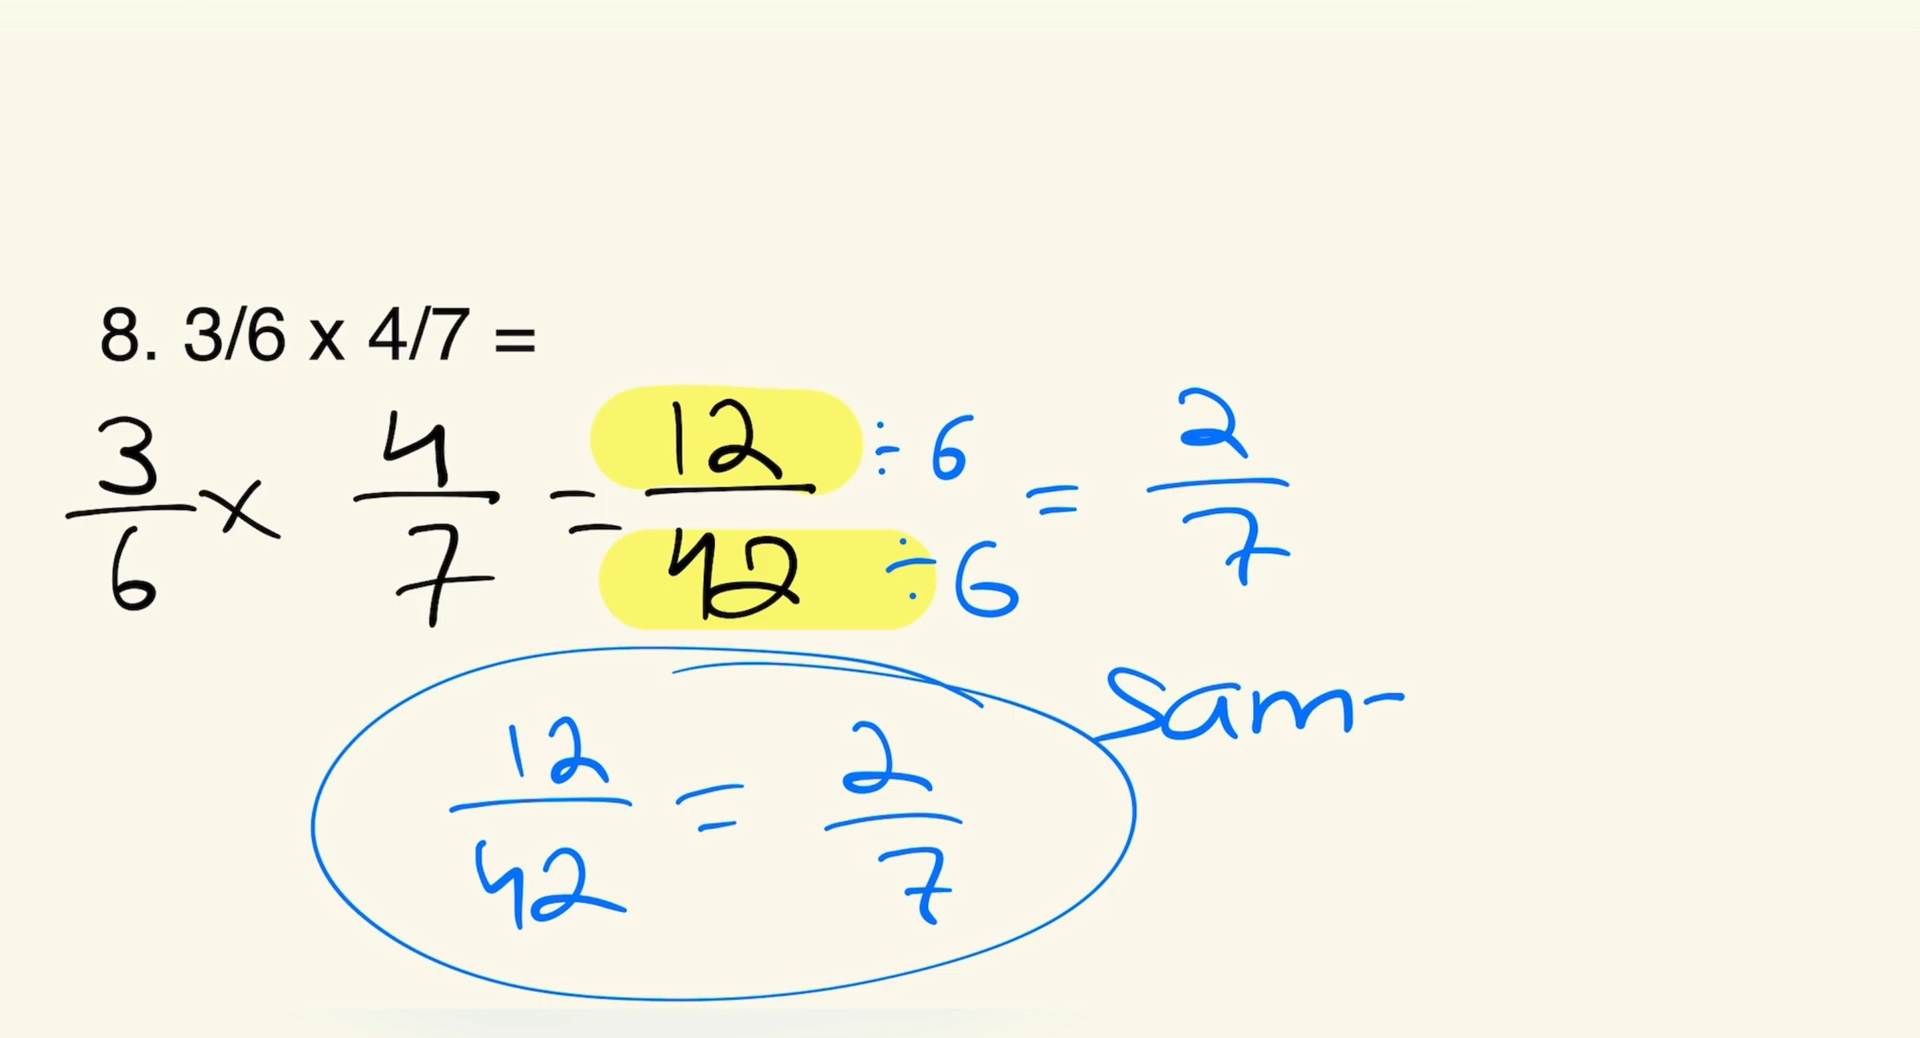 8. 3/6 x 4/7 =
3/6 x 4/7 = 12/42 ÷ 6/÷ 6 = 2/7
12/42 = 2/7
sam-